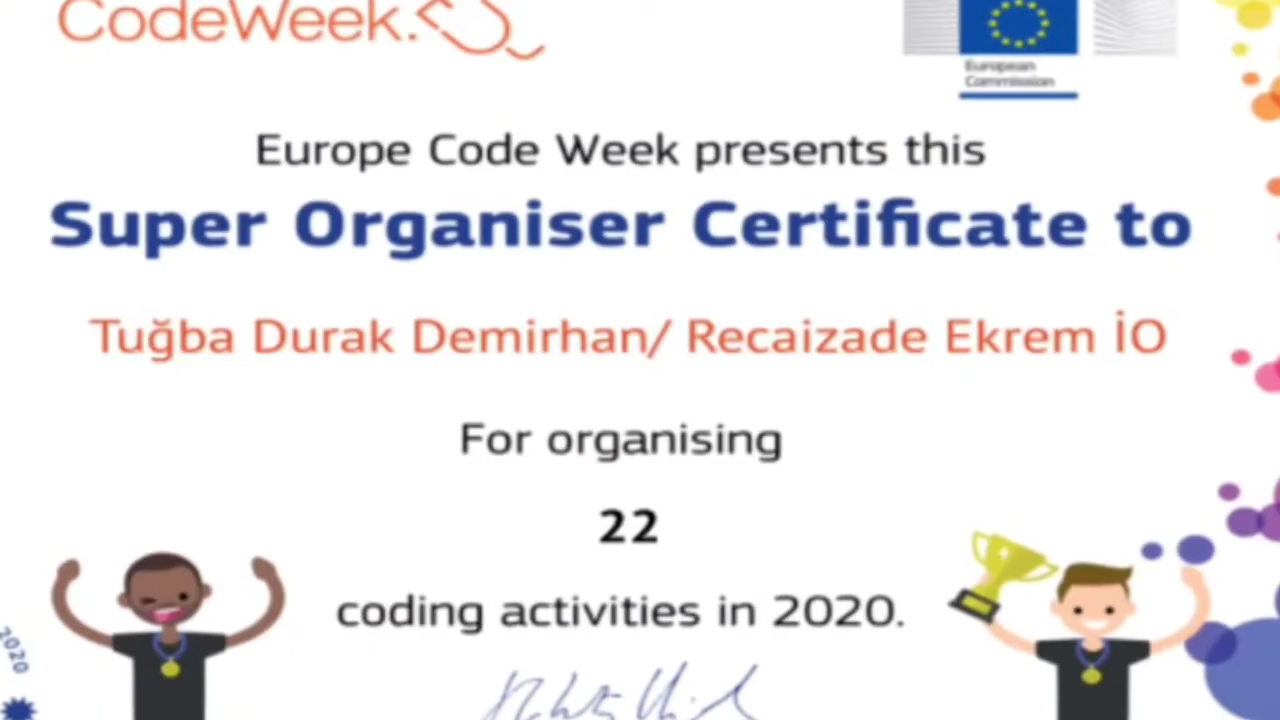 CodeWeek.
European
Commission
Europe Code Week presents this
Super Organiser Certificate to
Tuğba Durak Demirhan/ Recaizade Ekrem İO
For organising
22
coding activities in 2020.
2020